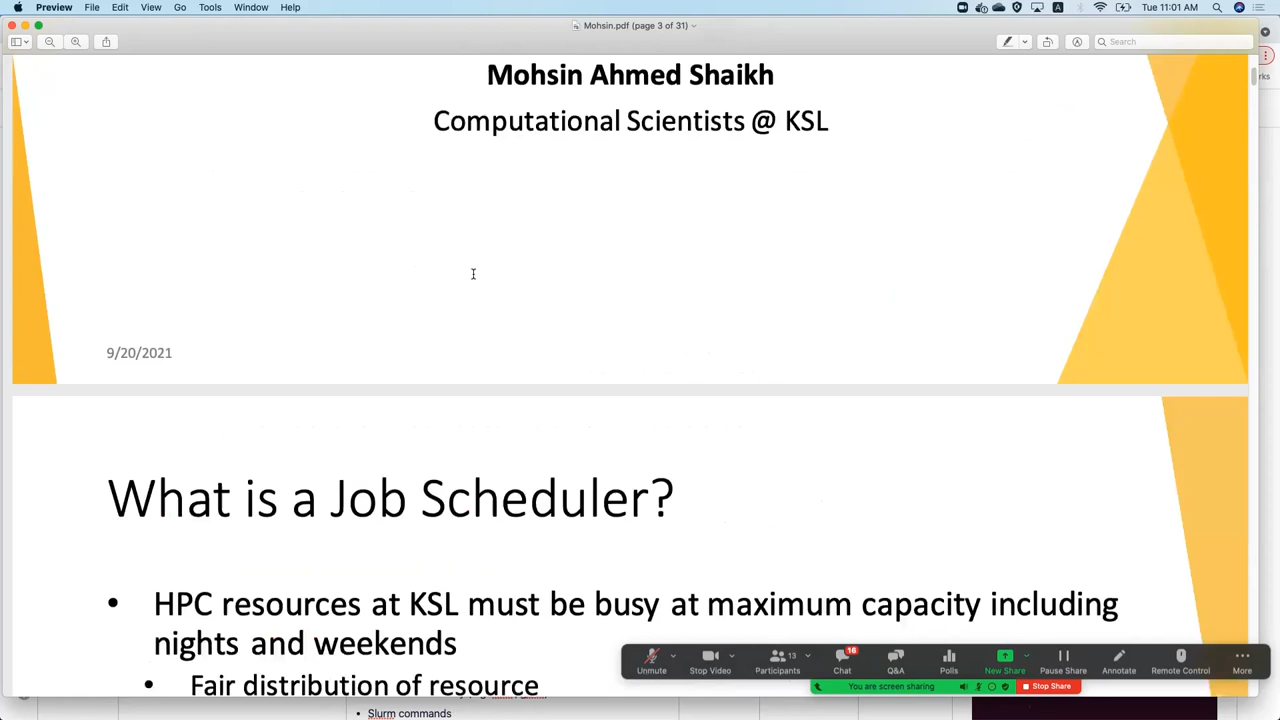 Preview File Edit View Go Tools Window Help Tue 11:01 AM
Mohsin.pdf (page 3 of 31)
Search
Mohsin Ahmed Shaikh
Computational Scientists @ KSL
9/20/2021
What is a Job Scheduler?
• HPC resources at KSL must be busy at maximum capacity including
nights and weekends
• Fair distribution of resource
Unmute Stop Video 13 Participants 16 Chat Q&A Polls New Share Pause Share Annotate Remote Control More
You are screen sharing Stop Share
• Slurm commands